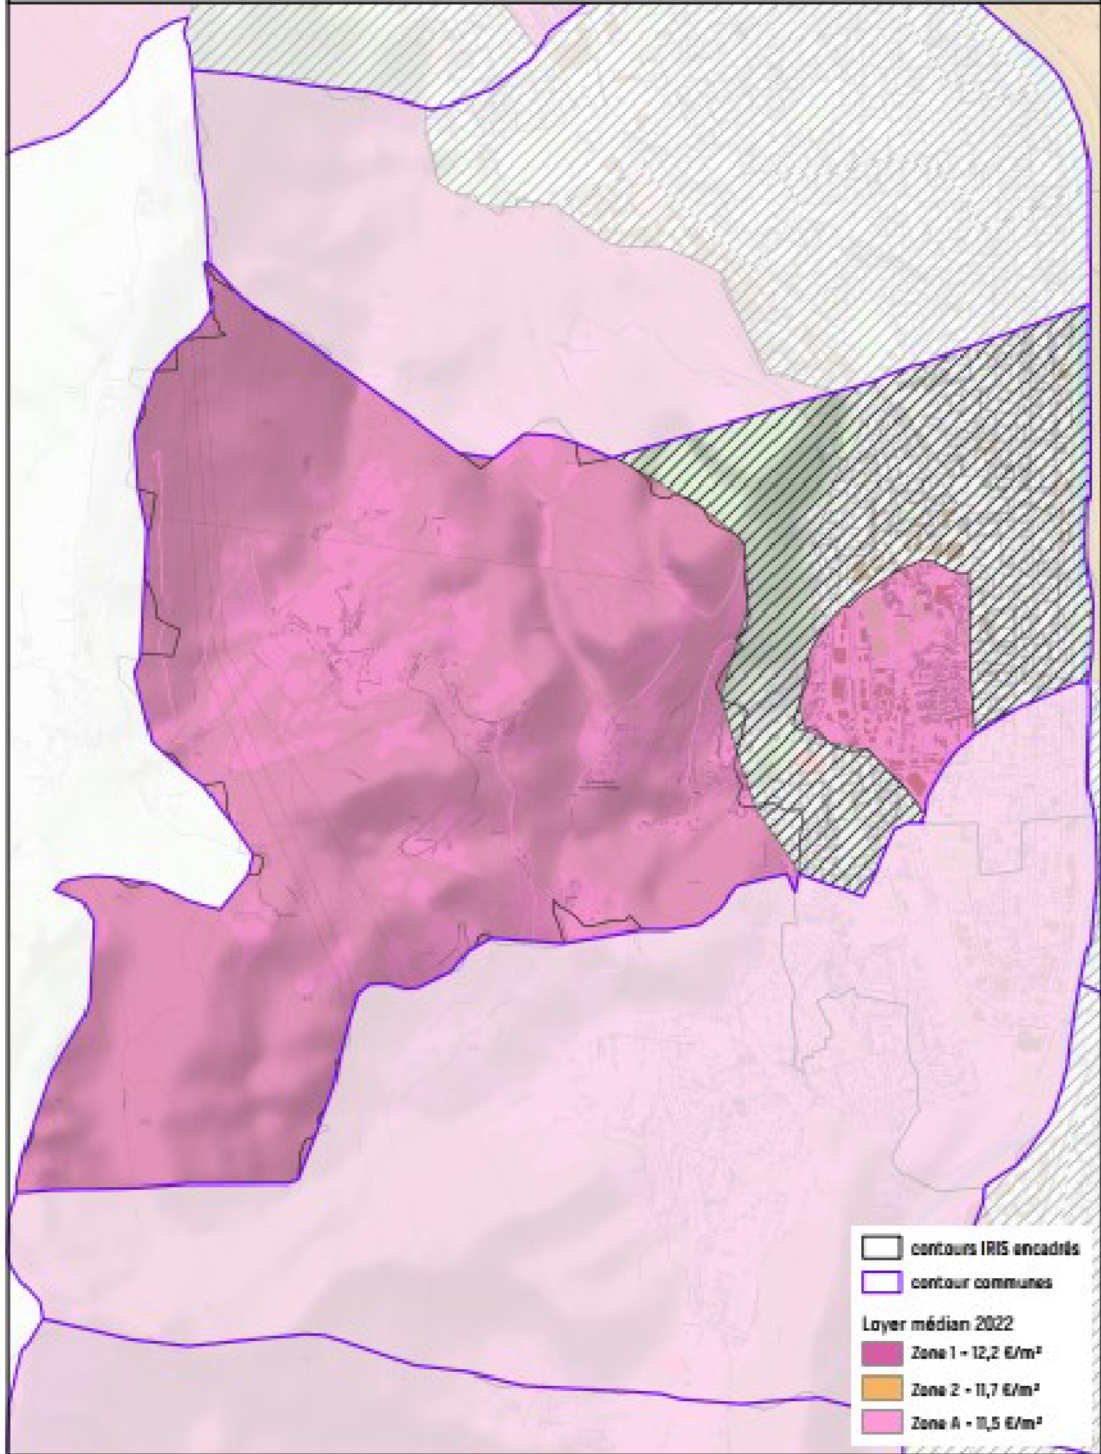 contours IRIS encadrés
contour communes
Loyer médian 2022
Zone 1 - 12,2 €/m²
Zone 2 - 11,7 €/m²
Zone A - 11,5 €/m²